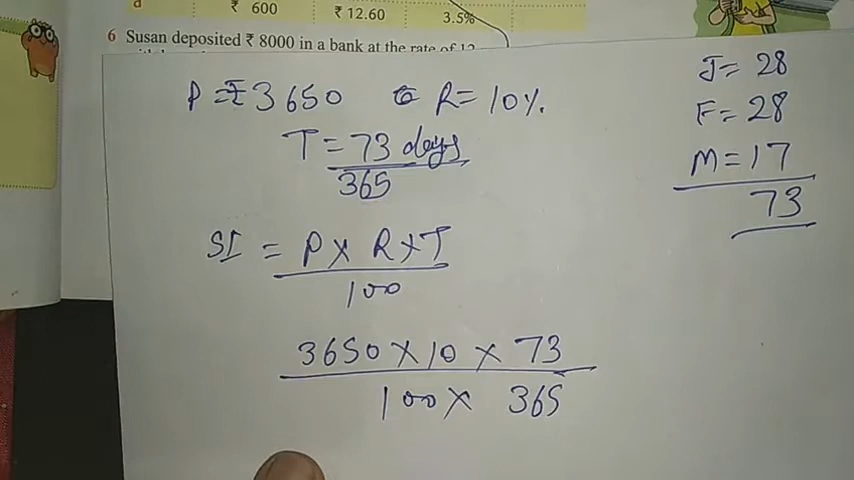 a ₹ 600 ₹ 12.60 3.5%
6 Susan deposited ₹ 8000 in a bank at the rate of 12
P = ₹ 3650 R = 10%.
T = 73 days
365
SI = P x R x T
100
3650 x 10 x 73
100 x 365
J = 28
F = 28
M = 17
73